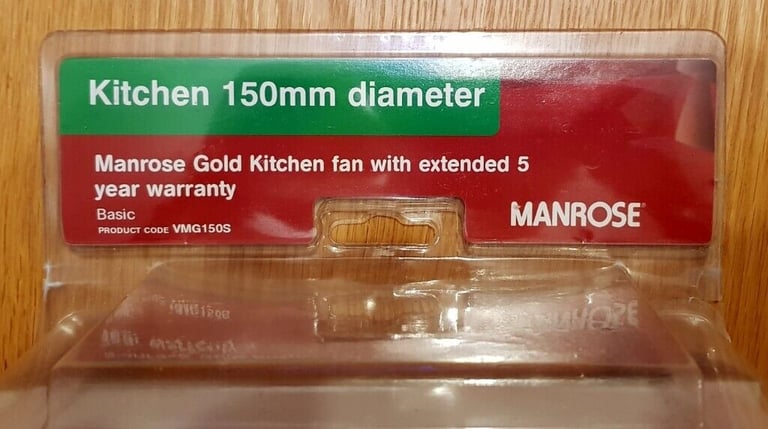 Kitchen 150mm diameter
Manrose Gold Kitchen fan with extended 5
year warranty
Basic
PRODUCT CODE VMG150S
MANROSE